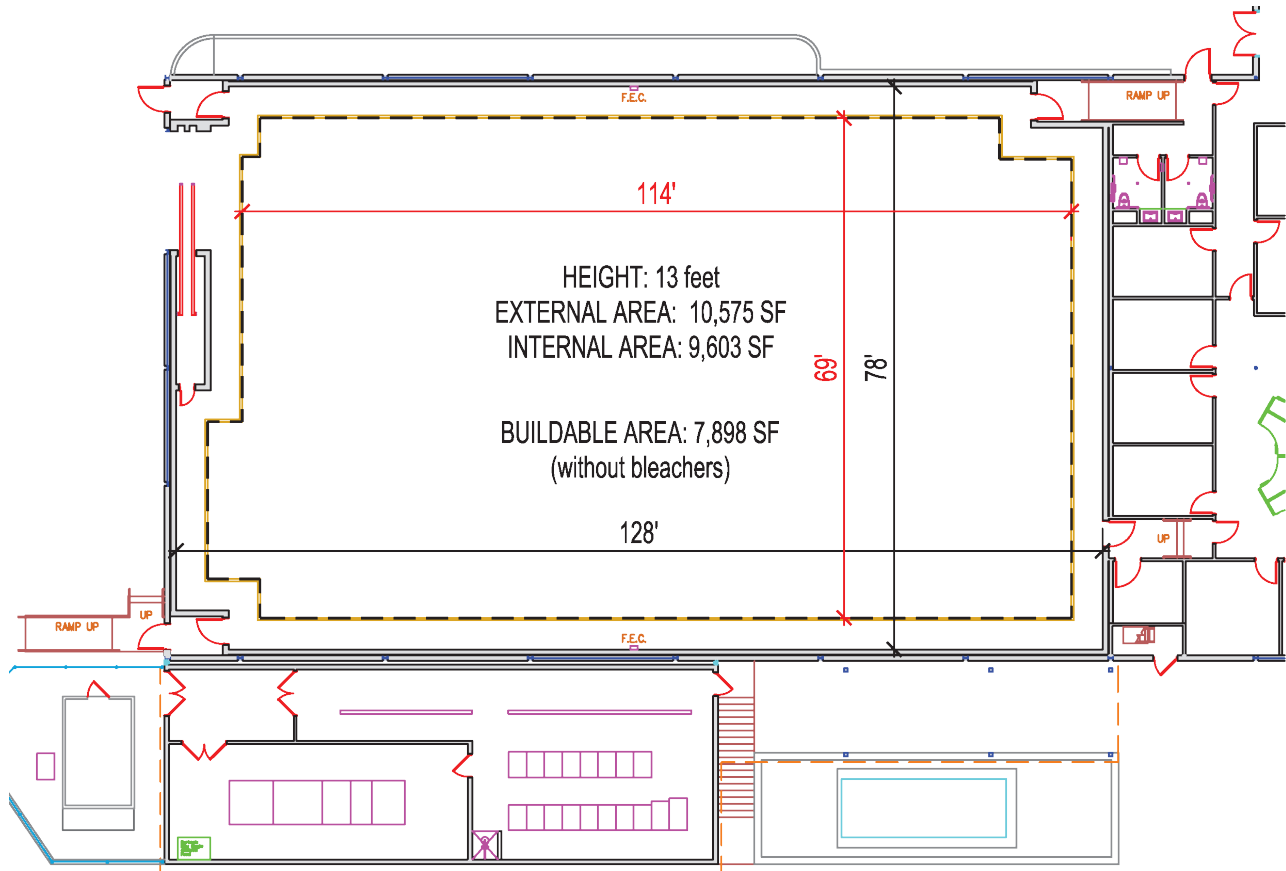 F.E.C.
RAMP UP
114'
HEIGHT: 13 feet
EXTERNAL AREA: 10,575 SF
INTERNAL AREA: 9,603 SF
69'
78'
BUILDABLE AREA: 7,898 SF
(without bleachers)
128'
UP
UP
RAMP UP
F.E.C.